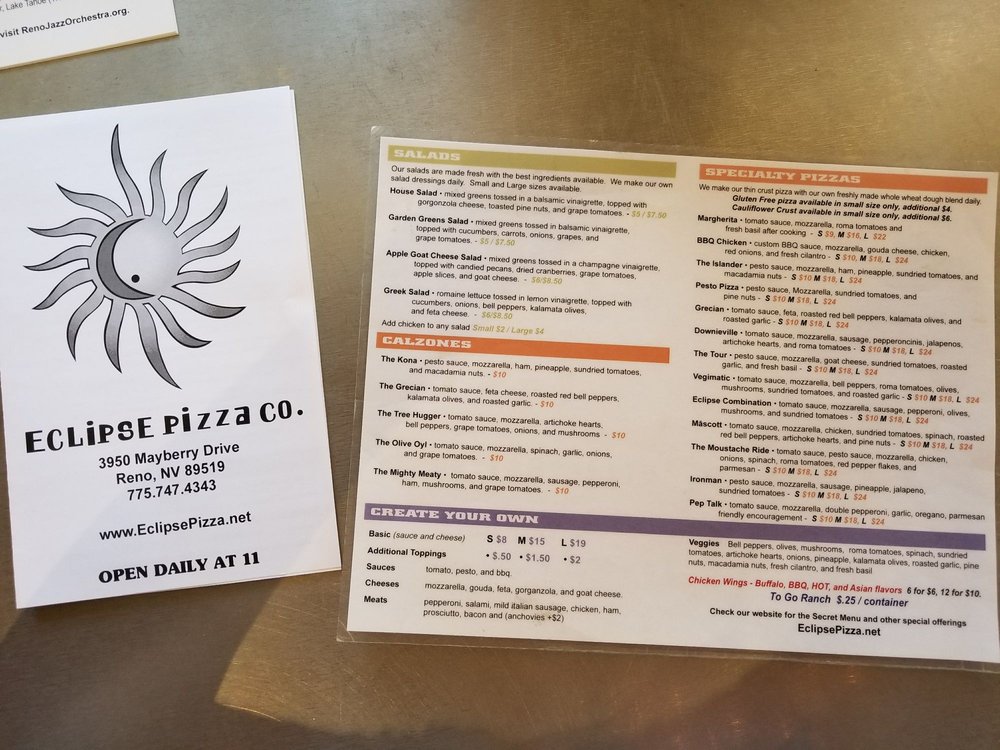 r, Lake Tahoe
visit RenoJazzOrchestra.org.
ECLIPSE PIZZA CO.
3950 Mayberry Drive
Reno, NV 89519
775.747.4343
www.EclipsePizza.net
OPEN DAILY AT 11
SALADS
Our salads are made fresh with the best ingredients available. We make our own
salad dressings daily. Small and Large sizes available.
House Salad • mixed greens tossed in a balsamic vinaigrette, topped with
gorgonzola cheese, toasted pine nuts, and grape tomatoes. - $5 / $7.50
Garden Greens Salad • mixed greens tossed in balsamic vinaigrette,
topped with cucumbers, carrots, onions, grapes, and
grape tomatoes. - $5 / $7.50
Apple Goat Cheese Salad • mixed greens tossed in a champagne vinaigrette,
topped with candied pecans, dried cranberries, grape tomatoes,
apple slices, and goat cheese. - $6/$8.50
Greek Salad • romaine lettuce tossed in lemon vinaigrette, topped with
cucumbers, onions, bell peppers, kalamata olives,
and feta cheese. - $6/$8.50
Add chicken to any salad Small $2 / Large $4
CALZONES
The Kona • pesto sauce, mozzarella, ham, pineapple, sundried tomatoes,
and macadamia nuts. - $10
The Grecian • tomato sauce, feta cheese, roasted red bell peppers,
kalamata olives, and roasted garlic. - $10
The Tree Hugger • tomato sauce, mozzarella, artichoke hearts,
bell peppers, grape tomatoes, onions, and mushrooms - $10
The Olive Oy! • tomato sauce, mozzarella, spinach, garlic, onions,
and grape tomatoes. - $10
The Mighty Meaty • tomato sauce, mozzarella, sausage, pepperoni,
ham, mushrooms, and grape tomatoes. - $10
SPECIALTY PIZZAS
We make our thin crust pizza with our own freshly made whole wheat dough blend daily.
Gluten Free pizza available in small size only, additional $4.
Cauliflower Crust available in small size only, additional $6.
Margherita • tomato sauce, mozzarella, roma tomatoes and
fresh basil after cooking - S $9, M $16, L $22
BBQ Chicken • custom BBQ sauce, mozzarella, gouda cheese, chicken,
red onions, and fresh cilantro - S $10, M $18, L $24
The Islander • pesto sauce, mozzarella, ham, pineapple, sundried tomatoes, and
macadamia nuts - S $10 M $18, L $24
Pesto Pizza • pesto sauce, Mozzarella, sundried tomatoes, and
pine nuts - S $10 M $18, L $24
Grecian • tomato sauce, feta, roasted red bell peppers, kalamata olives, and
roasted garlic - S $10 M $18, L $24
Downieville • tomato sauce, mozzarella, sausage, pepperoncinis, jalapenos,
artichoke hearts, and roma tomatoes - S $10 M $18, L $24
The Tour • pesto sauce, mozzarella, goat cheese, sundried tomatoes, roasted
garlic, and fresh basil - S $10 M $18, L $24
Vegimatic • tomato sauce, mozzarella, bell peppers, roma tomatoes, olives,
mushrooms, sundried tomatoes, and roasted garlic - S $10 M $18, L $24
Eclipse Combination • tomato sauce, mozzarella, sausage, pepperoni, olives,
mushrooms, and sundried tomatoes - S $10 M $18, L $24
Máscott • tomato sauce, mozzarella, chicken, sundried tomatoes, spinach, roasted
red bell peppers, artichoke hearts, and pine nuts - S $10 M $18, L $24
The Moustache Ride • tomato sauce, pesto sauce, mozzarella, chicken,
onions, spinach, roma tomatoes, red pepper flakes, and
parmesan - S $10 M $18, L $24
Ironman • pesto sauce, mozzarella, sausage, pineapple, jalapeno,
sundried tomatoes - S $10 M $18, L $24
Pep Talk • tomato sauce, mozzarella, double pepperoni, garlic, oregano, parmesan
friendly encouragement - S $10 M $18, L $24
CREATE YOUR OWN
Basic (sauce and cheese) S $8 M $15 L $19
Additional Toppings • $.50 • $1.50 • $2
Sauces tomato, pesto, and bbq.
Cheeses mozzarella, gouda, feta, gorganzola, and goat cheese.
Meats pepperoni, salami, mild italian sausage, chicken, ham,
prosciutto, bacon and (anchovies +$2)
Veggies Bell peppers, olives, mushrooms, roma tomatoes, spinach, sundried
tomatoes, artichoke hearts, onions, pineapple, kalamata olives, roasted garlic, pine
nuts, macadamia nuts, fresh cilantro, and fresh basil
Chicken Wings - Buffalo, BBQ, HOT, and Asian flavors 6 for $6, 12 for $10.
To Go Ranch $.25 / container
Check our website for the Secret Menu and other special offerings
EclipsePizza.net